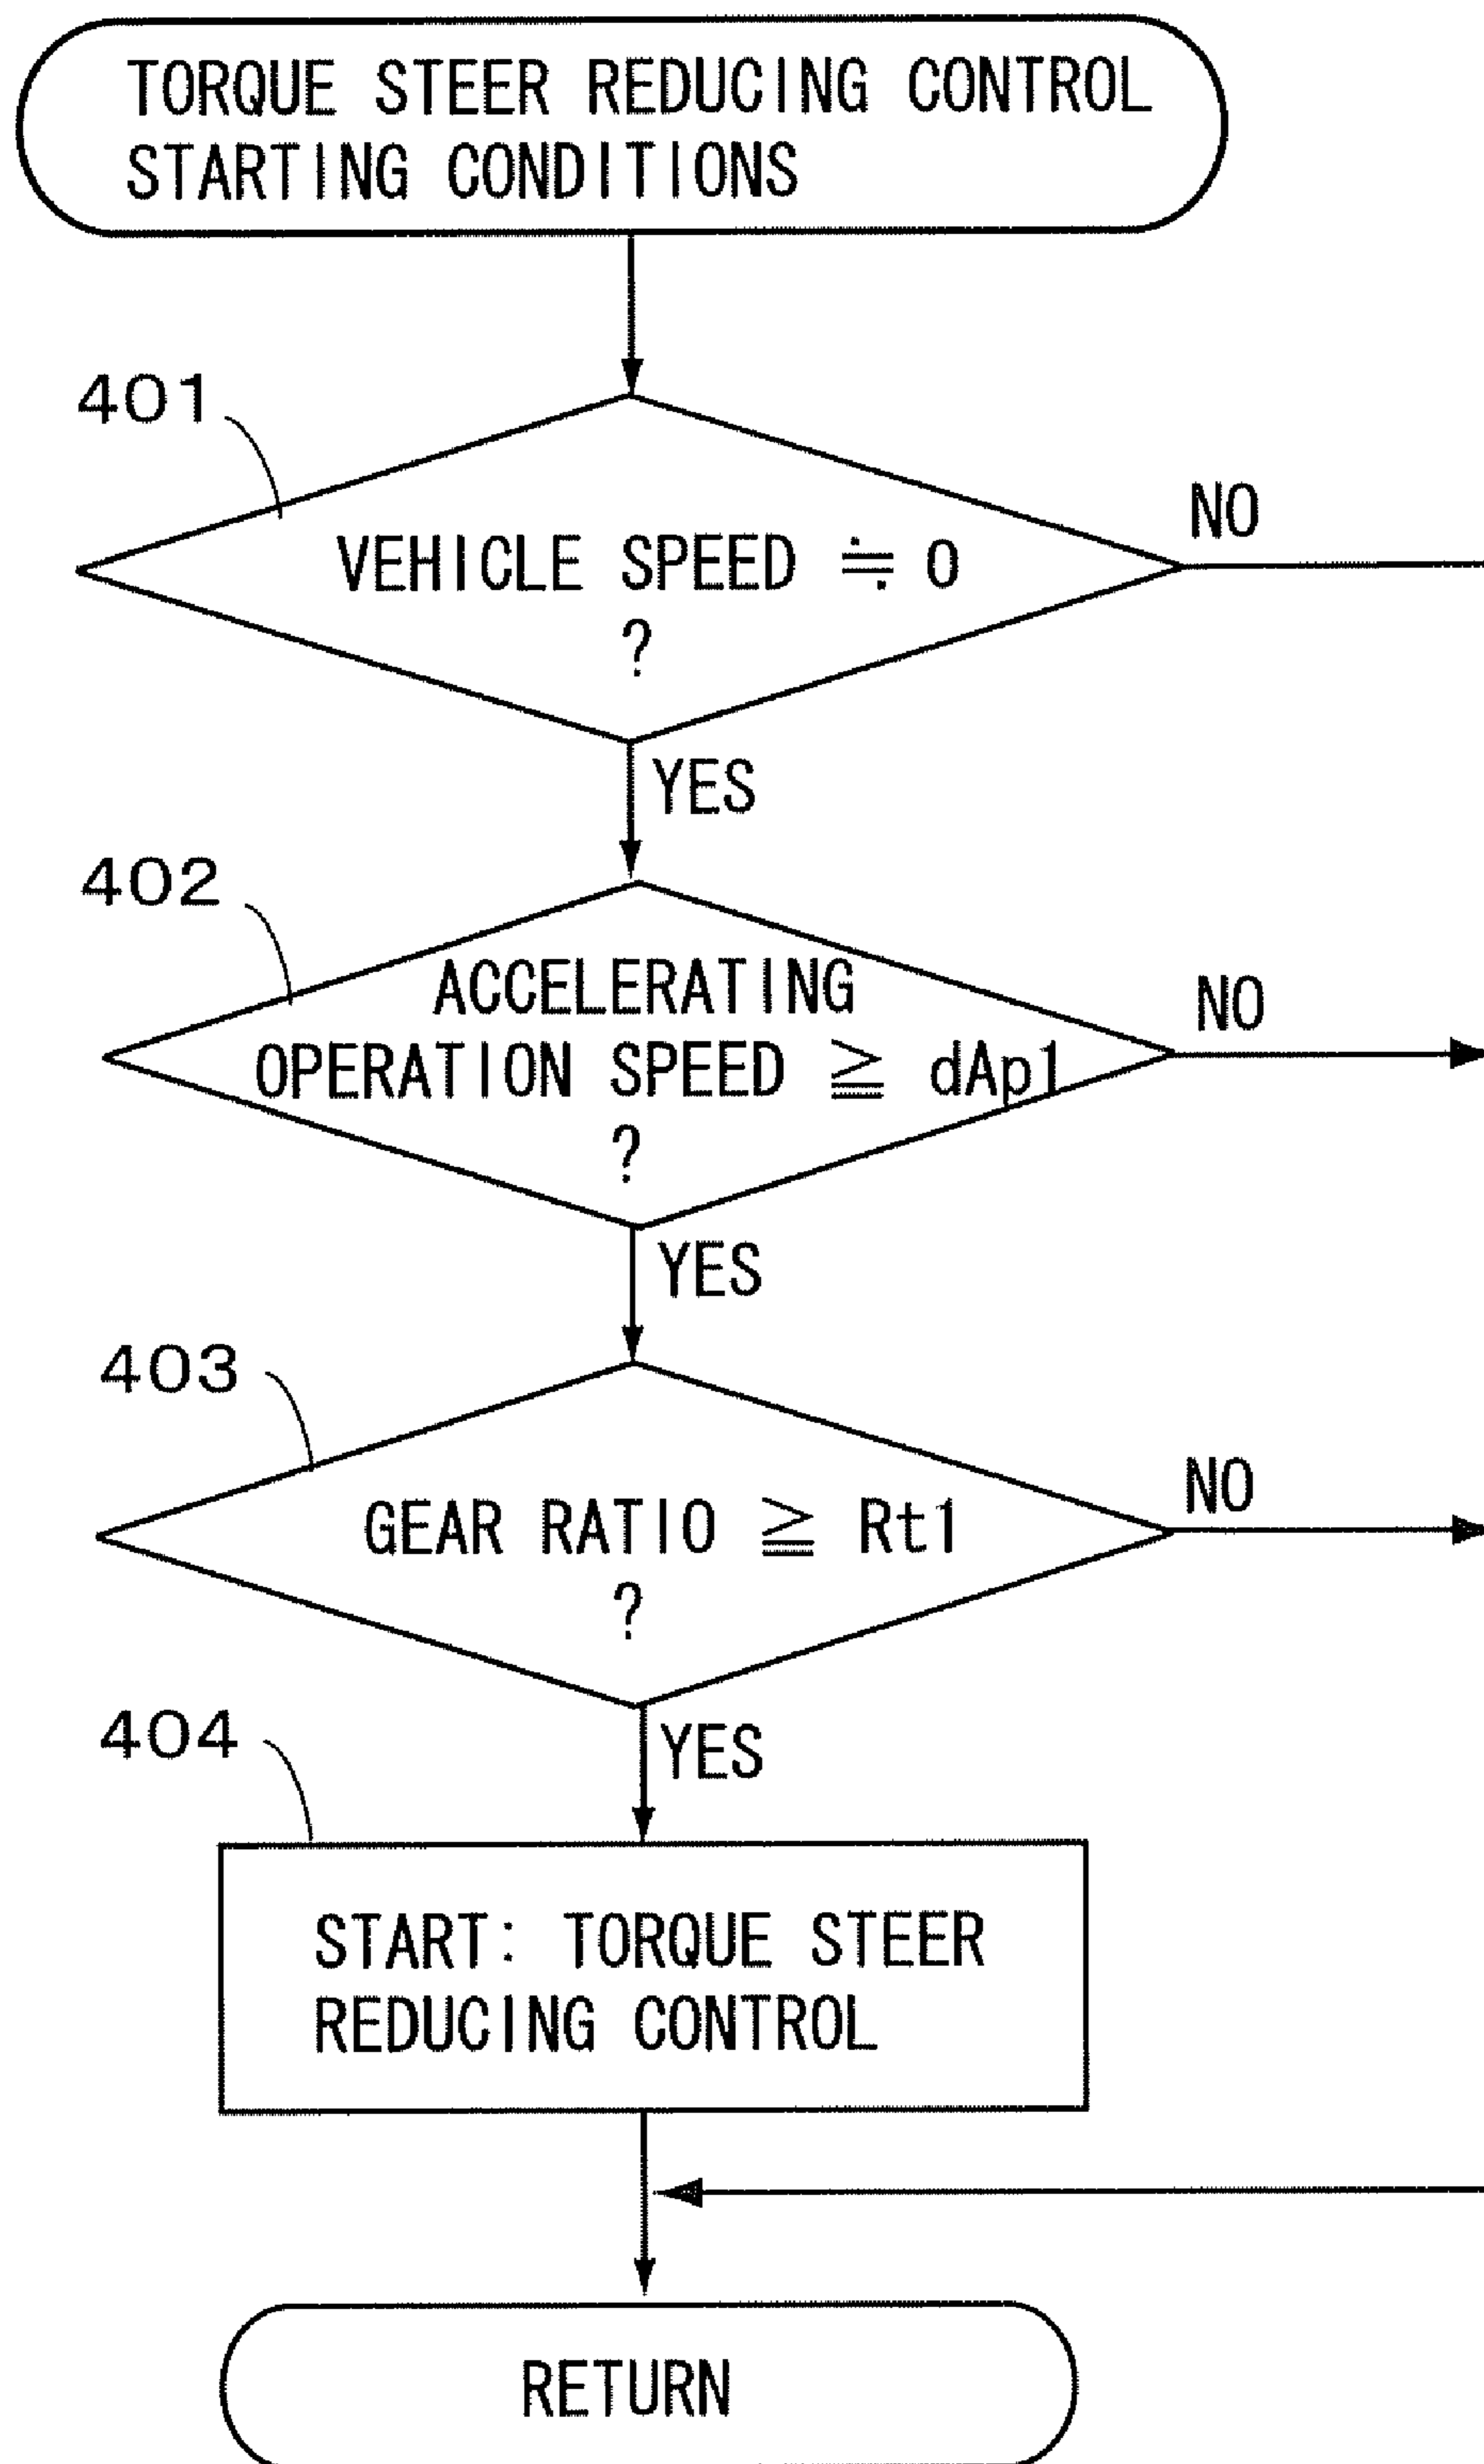 TORQUE STEER REDUCING CONTROL
STARTING CONDITIONS
401
VEHICLE SPEED ≒ 0
?
NO
YES
402
ACCELERATING
OPERATION SPEED ≧ dAp1
?
NO
YES
403
GEAR RATIO ≧ Rt1
?
NO
YES
404
START: TORQUE STEER
REDUCING CONTROL
RETURN